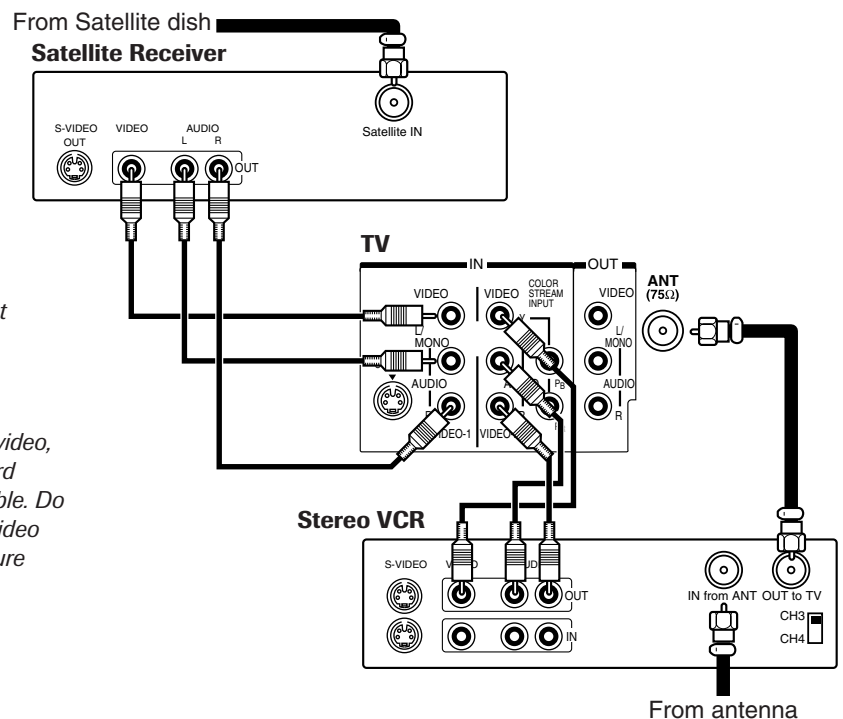 From Satellite dish
Satellite Receiver
S-VIDEO
OUT
VIDEO
AUDIO
L R
OUT
Satellite IN
TV
IN
OUT
VIDEO
L/
MONO
AUDIO
VIDEO
COLOR
STREAM
INPUT
Y
PB
VIDEO
L/
MONO
AUDIO
R
ANT
(75Ω)
video,
Do
Stereo VCR
S-VIDEO
OUT
IN
IN from ANT
OUT to TV
CH3
CH4
From antenna